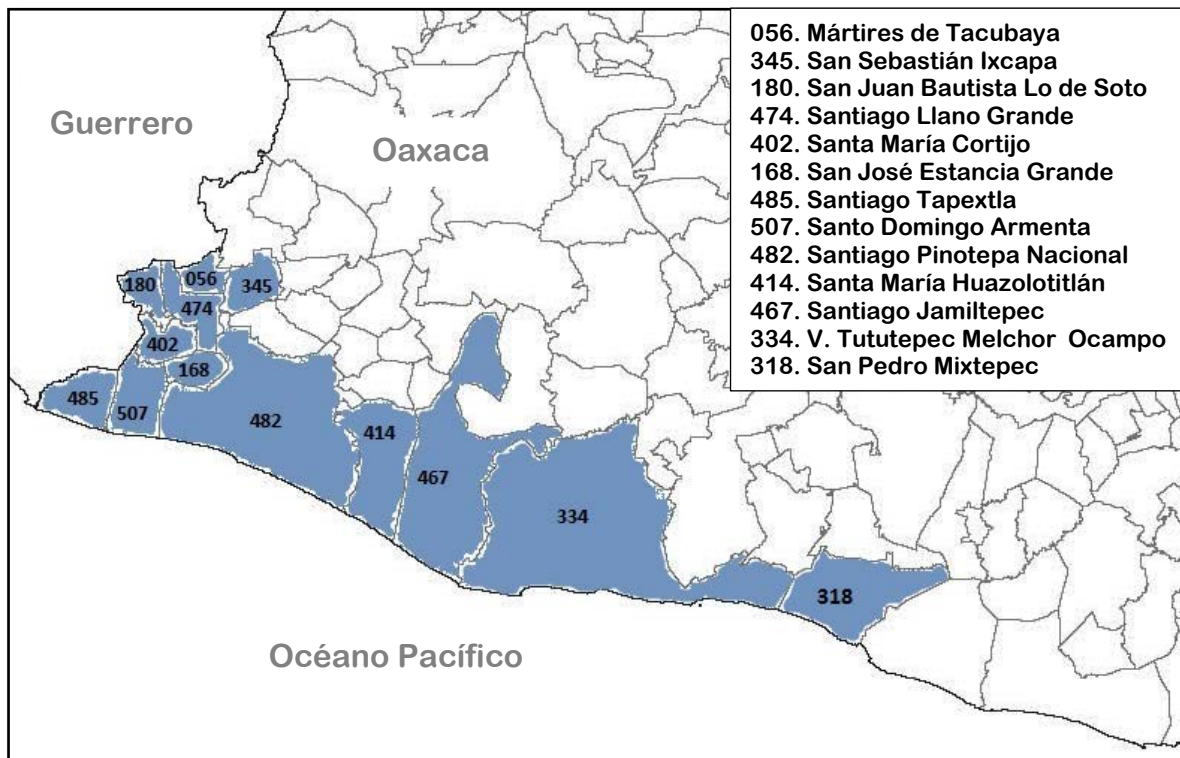 056. Mártires de Tacubaya
345. San Sebastián Ixcapa
180. San Juan Bautista Lo de Soto
474. Santiago Llano Grande
402. Santa María Cortijo
168. San José Estancia Grande
485. Santiago Tapextla
507. Santo Domingo Armenta
482. Santiago Pinotepa Nacional
414. Santa María Huazolotitlán
467. Santiago Jamiltepec
334. V. Tututepec Melchor Ocampo
318. San Pedro Mixtepec
Guerrero
Oaxaca
056
180
345
474
402
168
485
507
482
414
467
334
318
Océano Pacífico